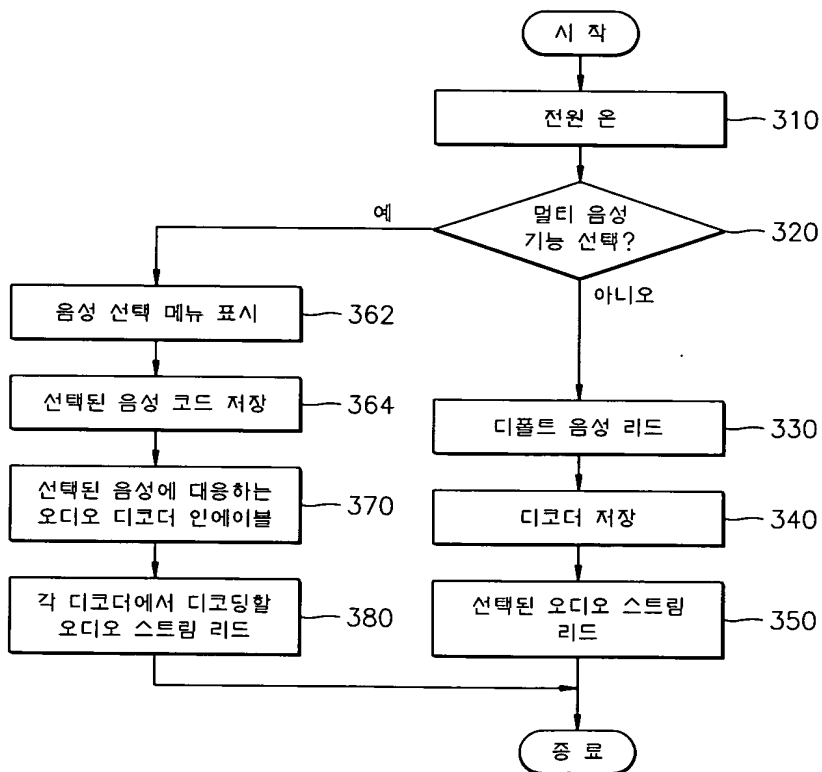 시 작
전원 온
310
멀티 음성
기능 선택?
320
예
아니오
음성 선택 메뉴 표시
362
선택된 음성 코드 저장
364
선택된 음성에 대응하는
오디오 디코더 인에이블
370
각 디코더에서 디코딩할
오디오 스트림 리드
380
디폴트 음성 리드
330
디코더 저장
340
선택된 오디오 스트림
리드
350
종 료